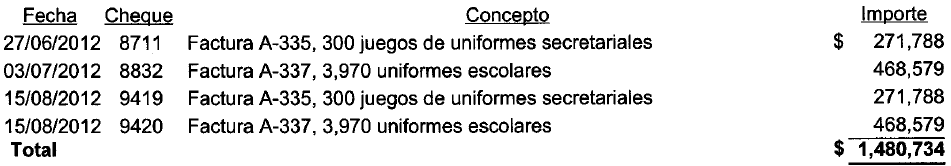 Fecha Cheque Concepto Importe
27/06/2012 8711 Factura A-335, 300 juegos de uniformes secretariales $ 271,788
03/07/2012 8832 Factura A-337, 3,970 uniformes escolares 468,579
15/08/2012 9419 Factura A-335, 300 juegos de uniformes secretariales 271,788
15/08/2012 9420 Factura A-337, 3,970 uniformes escolares 468,579
Total $ 1,480,734